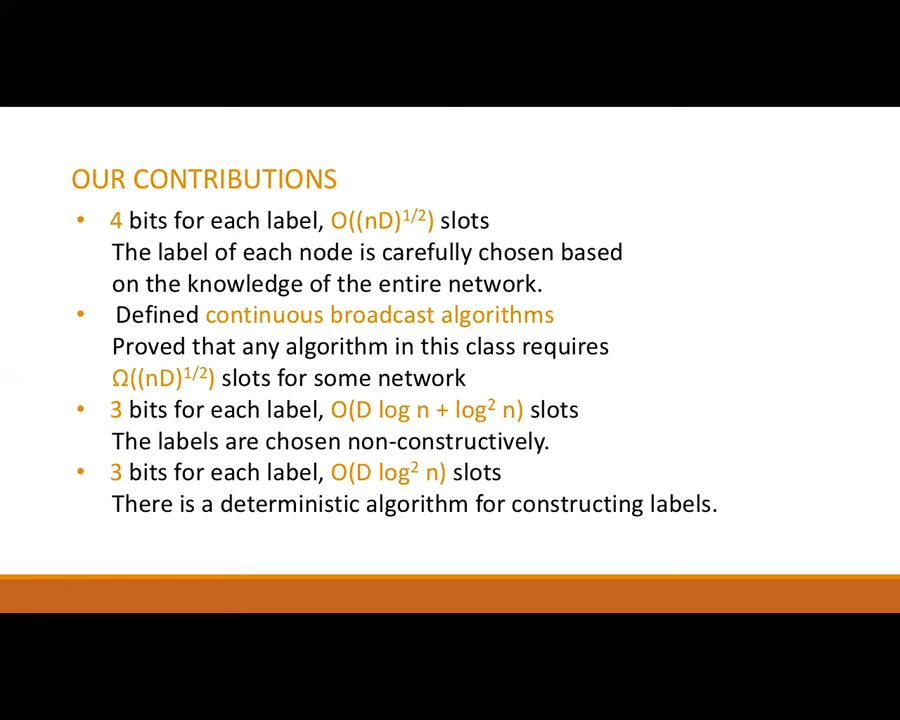 OUR CONTRIBUTIONS
• 4 bits for each label, O((nD)^1/2) slots
The label of each node is carefully chosen based
on the knowledge of the entire network.
• Defined continuous broadcast algorithms
Proved that any algorithm in this class requires
Ω((nD)^1/2) slots for some network
• 3 bits for each label, O(D log n + log² n) slots
The labels are chosen non-constructively.
• 3 bits for each label, O(D log² n) slots
There is a deterministic algorithm for constructing labels.